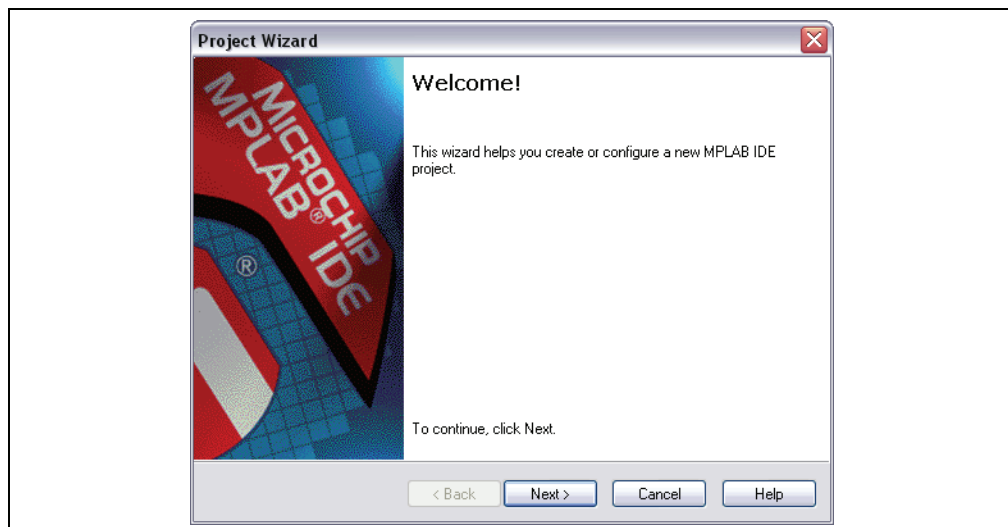 Project Wizard
MICROCHIP
MPLAB® IDE
®
Welcome!
This wizard helps you create or configure a new MPLAB IDE
project.
To continue, click Next.
< Back
Next >
Cancel
Help